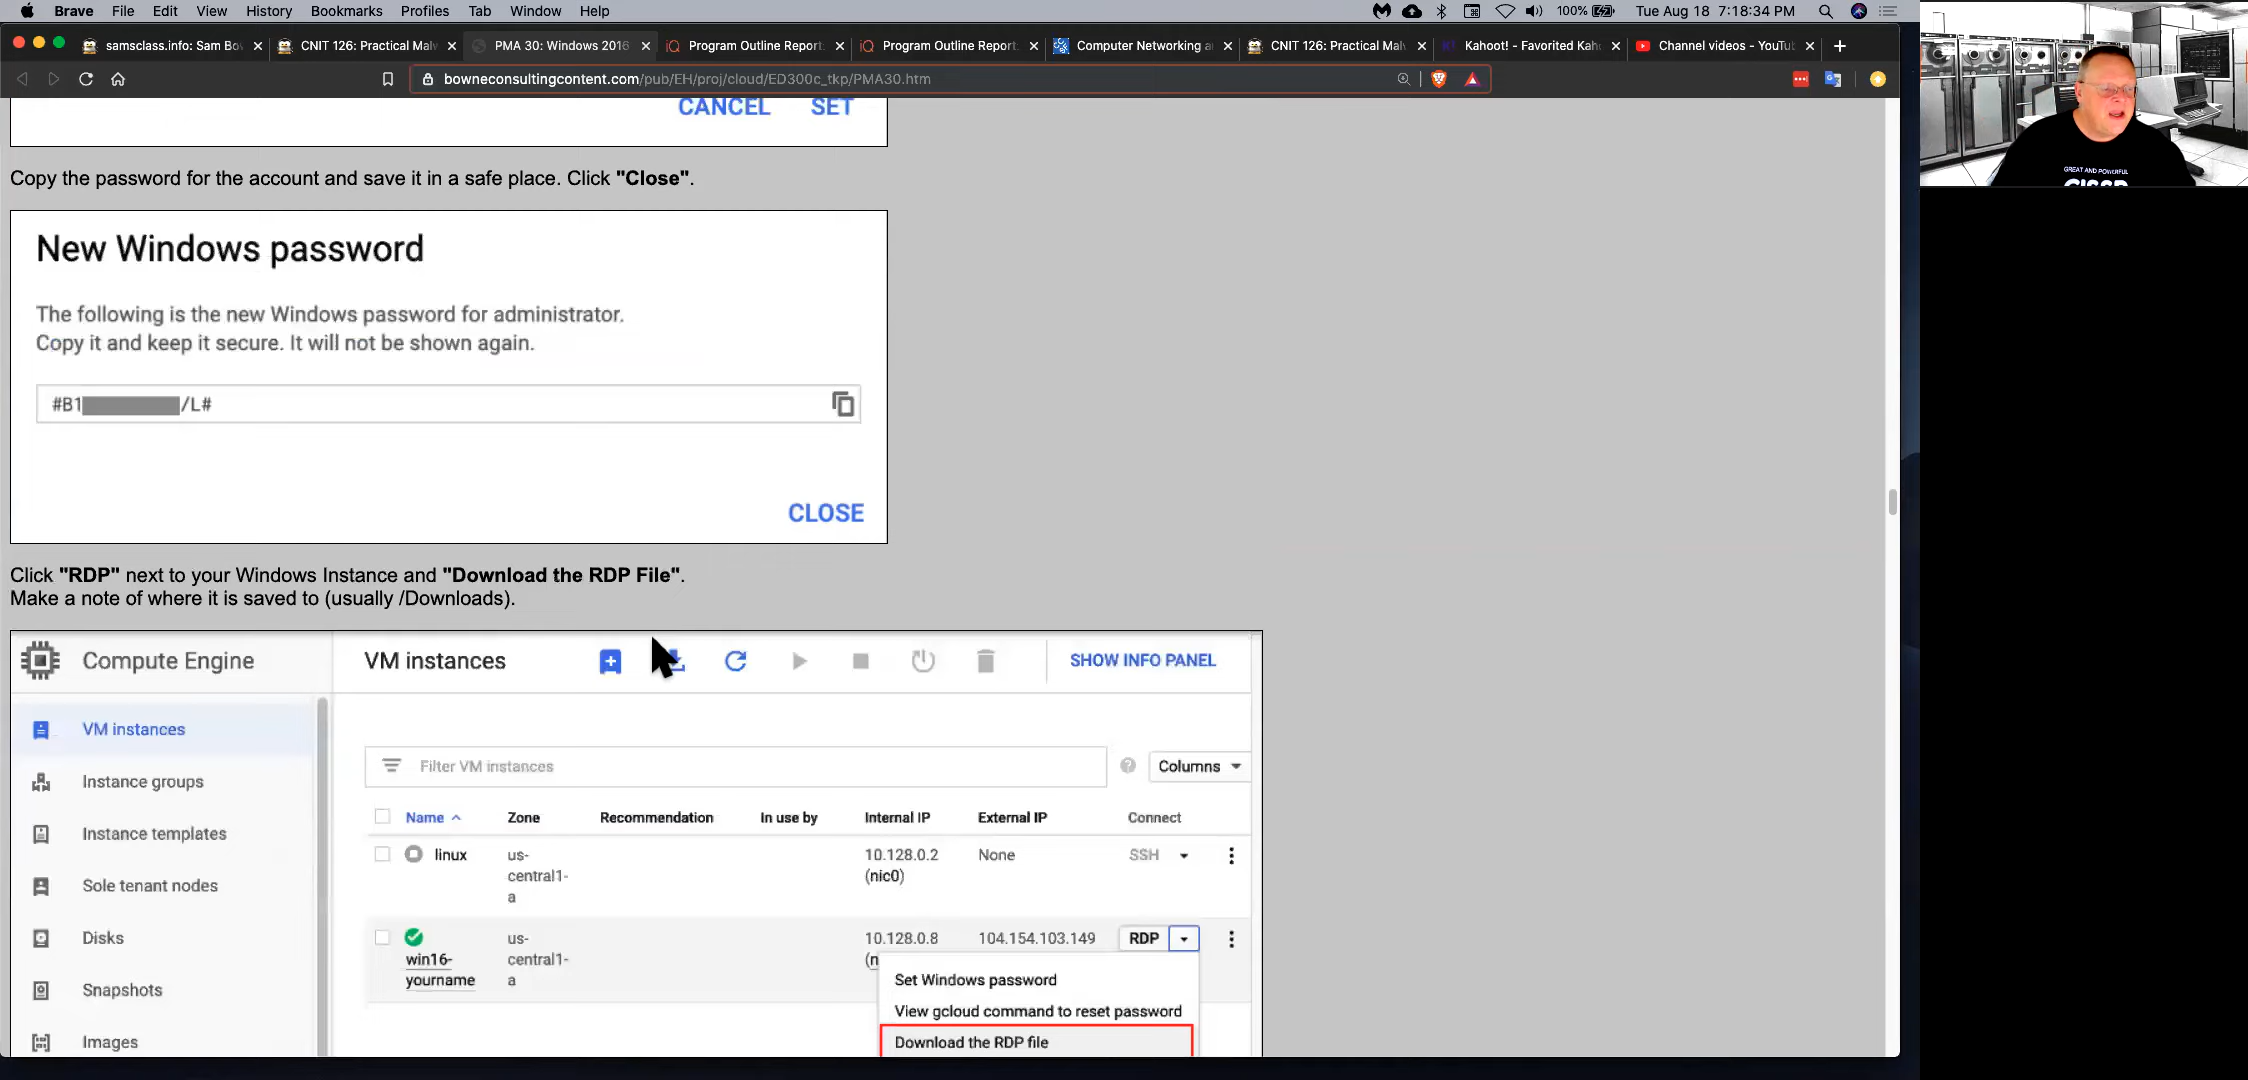 Brave File Edit View History Bookmarks Profiles Tab Window Help 100% Tue Aug 18 7:18:34 PM
samsclass.info: Sam Bo CNIT 126: Practical Mal PMA 30: Windows 2016 Program Outline Report Program Outline Report Computer Networking a CNIT 126: Practical Mal Kahoot! - Favorited Kah Channel videos - YouTu
bowneconsultingcontent.com/pub/EH/proj/cloud/ED300c_tkp/PMA30.htm
GREAT AND POWERFUL
CISSP
CANCEL SET
Copy the password for the account and save it in a safe place. Click "Close".
New Windows password
The following is the new Windows password for administrator.
Copy it and keep it secure. It will not be shown again.
#B1 /L#
CLOSE
Click "RDP" next to your Windows Instance and "Download the RDP File".
Make a note of where it is saved to (usually /Downloads).
Compute Engine VM instances SHOW INFO PANEL
VM instances
Instance groups
Instance templates
Sole tenant nodes
Disks
Snapshots
Images
Filter VM instances Columns
Name Zone Recommendation In use by Internal IP External IP Connect
linux us- 10.128.0.2 None SSH
central1- (nic0)
a
win16- us- 10.128.0.8 104.154.103.149 RDP
yourname central1- (n
a
Set Windows password
View gcloud command to reset password
Download the RDP file